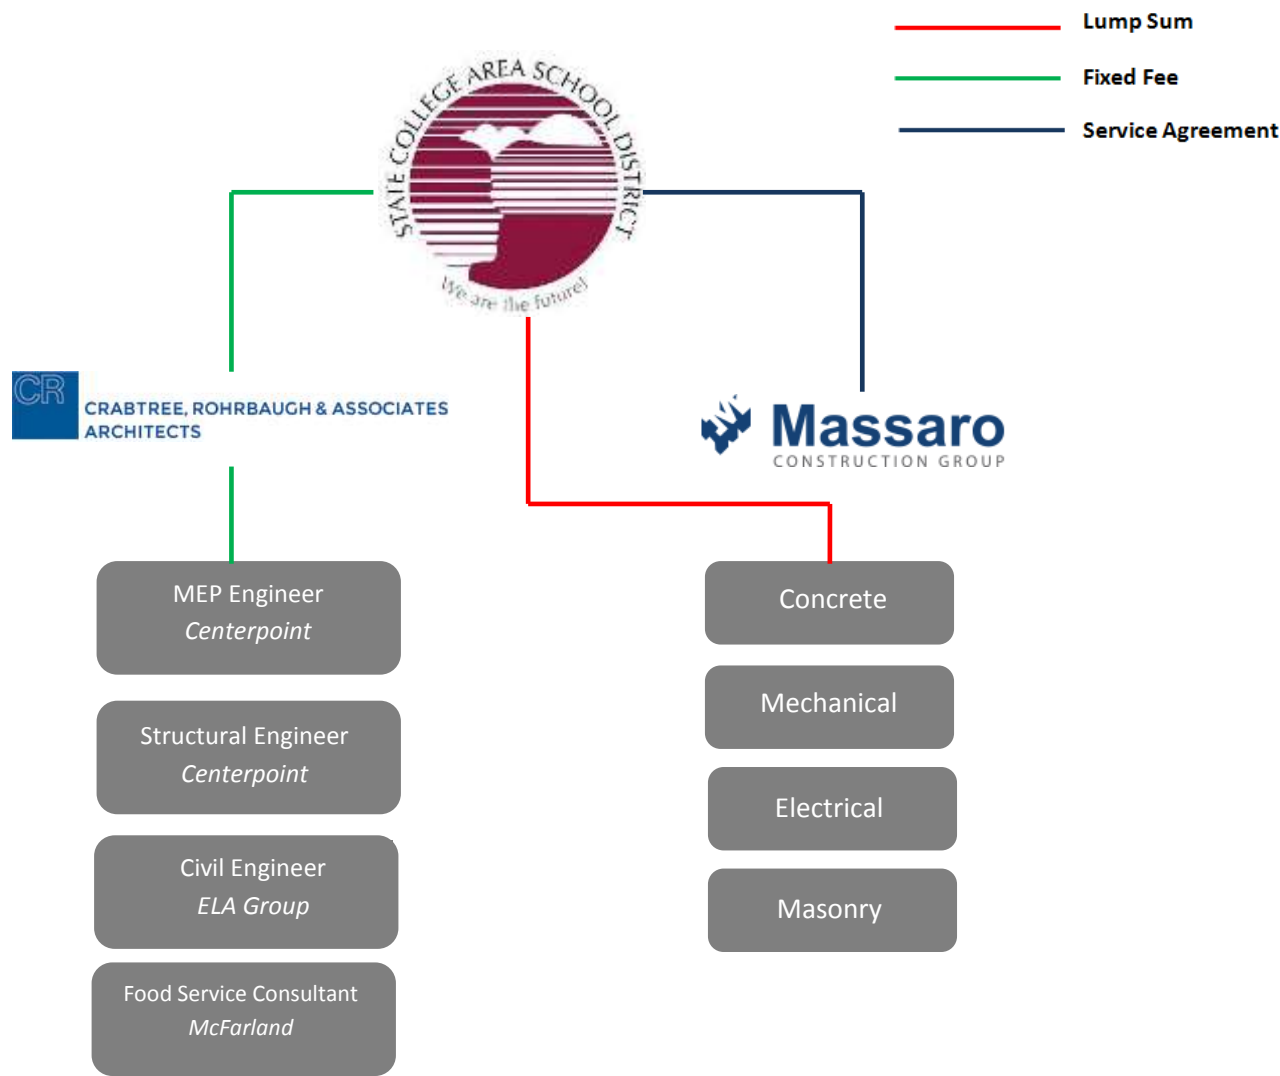 Lump Sum
Fixed Fee
Service Agreement
STATE COLLEGE AREA SCHOOL DISTRICT
We are the future!
CR
CRABTREE, ROHRBAUGH & ASSOCIATES
ARCHITECTS
Massaro
CONSTRUCTION GROUP
MEP Engineer
Centerpoint
Structural Engineer
Centerpoint
Civil Engineer
ELA Group
Food Service Consultant
McFarland
Concrete
Mechanical
Electrical
Masonry